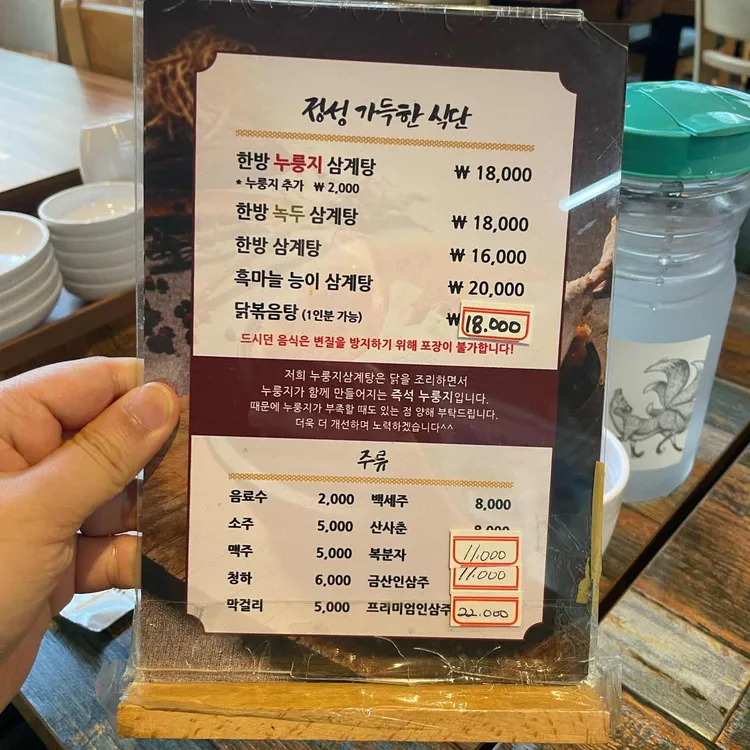 정성 가득한 식단
한방 누룽지 삼계탕 ₩ 18,000
* 누룽지 추가 ₩ 2,000
한방 녹두 삼계탕 ₩ 18,000
한방 삼계탕 ₩ 16,000
흑마늘 능이 삼계탕 ₩ 20,000
닭볶음탕 (1인분 가능) ₩ 18.000
드시던 음식은 변질을 방지하기 위해 포장이 불가합니다!
저희 누룽지삼계탕은 닭을 조리하면서
누룽지가 함께 만들어지는 즉석 누룽지입니다.
때문에 누룽지가 부족할 때도 있는 점 양해 부탁드립니다.
더욱 더 개선하며 노력하겠습니다^^
주류
음료수 2,000 백세주 8,000
소주 5,000 산사춘 8,000
맥주 5,000 복분자 11.000
청하 6,000 금산인삼주 11.000
막걸리 5,000 프리미엄인삼주 22.000